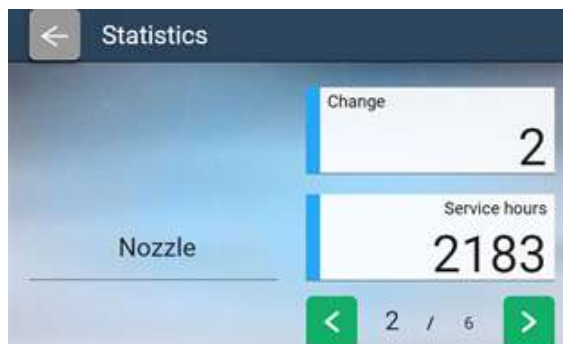 Statistics
Change
2
Nozzle
Service hours
2183
2 / 6